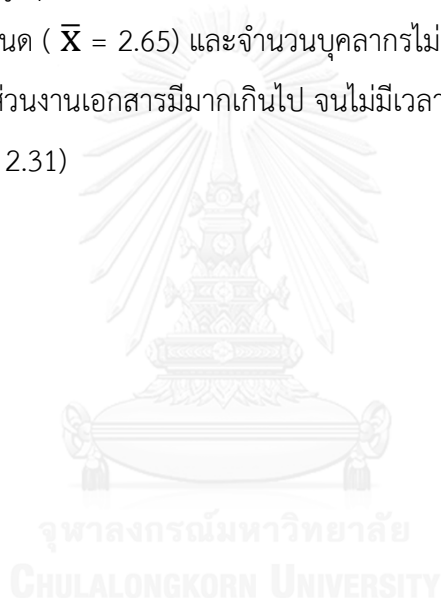 นด ( X̄ = 2.65) และจำนวนบุคลากรไม่
ส่วนงานเอกสารมีมากเกินไป จนไม่มีเวลา
2.31)
จุฬาลงกรณ์มหาวิทยาลัย
CHULALONGKORN UNIVERSITY